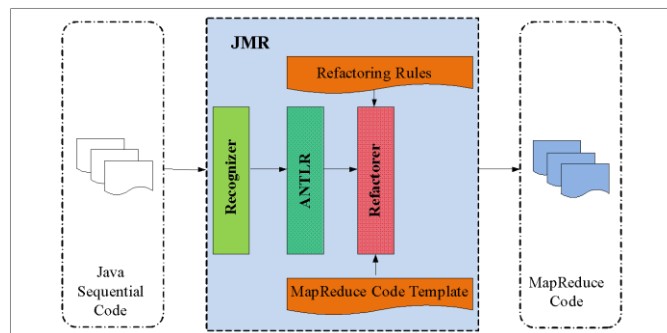 JMR
Refactoring Rules
Recognizer
ANTLR
Refactorer
MapReduce Code Template
Java
Sequential
Code
MapReduce
Code